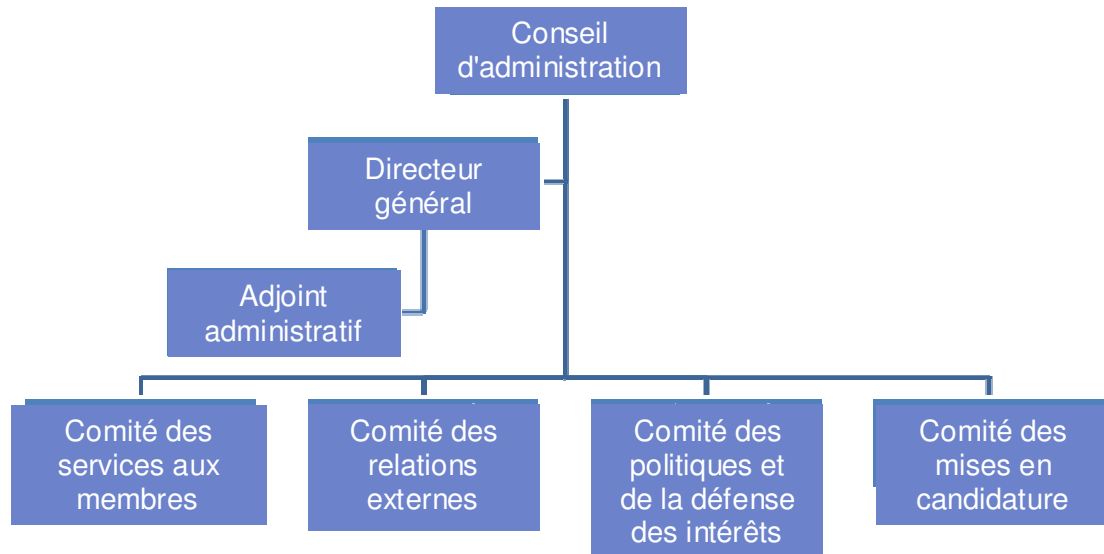 Conseil
d'administration
Directeur
général
Adjoint
administratif
Comité des
services aux
membres
Comité des
relations
externes
Comité des
politiques et
de la défense
des intérêts
Comité des
mises en
candidature